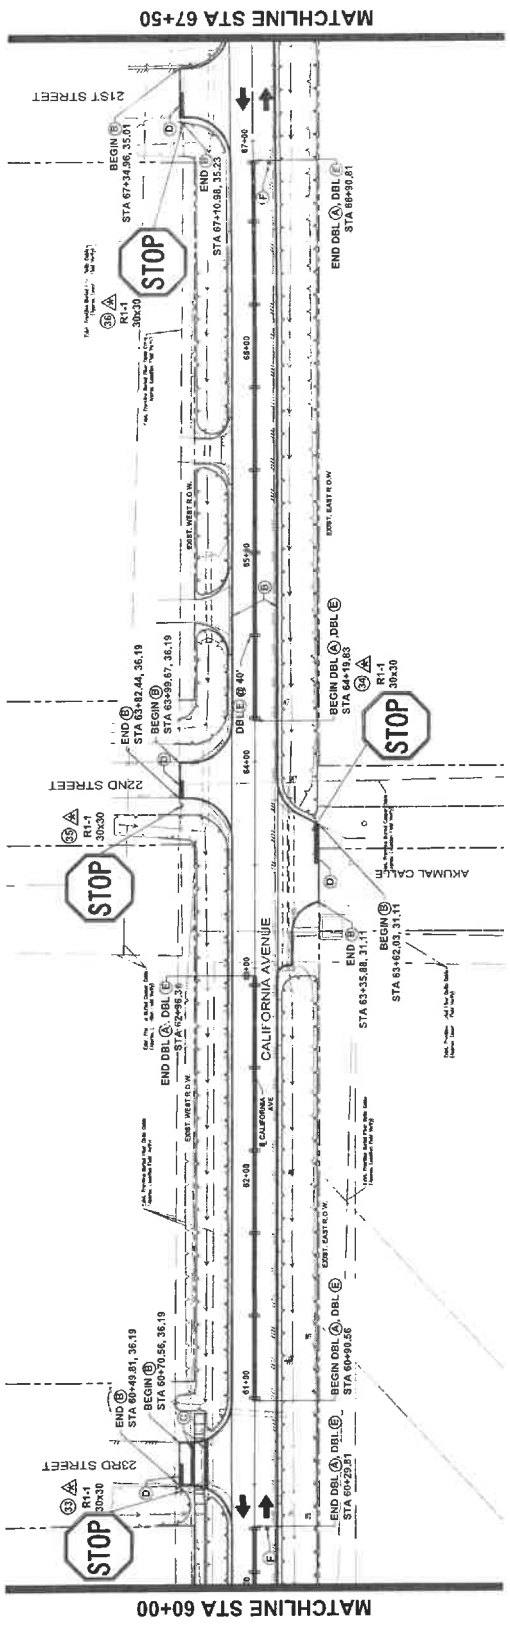 MATCHLINE STA 67+50
21ST STREET
BEGIN (B)
STA 67+34.96, 35.01
D
END (B)
STA 67+10.98, 35.23
67+00
F
END DBL (A), DBL (E)
STA 66+90.81
STOP
36
R1-1
30x30
66+00
EXIST. WEST R.O.W.
EXIST. EAST R.O.W.
65+00
B
END (B)
STA 63+82.44, 36.19
BEGIN (B)
STA 63+99.67, 36.19
DBL E @ 40'
BEGIN DBL (A), DBL (E)
STA 64+19.83
34
R1-1
30x30
STOP
64+00
22ND STREET
D
35
R1-1
30x30
STOP
AKUMAL CALLE
D
END (B)
STA 63+35.88, 31.11
BEGIN (B)
STA 63+62.03, 31.11
CALIFORNIA AVENUE
END DBL (A), DBL (E)
STA 62+96.36
EXIST. WEST R.O.W.
CALIFORNIA
AVE
62+00
EXIST. EAST R.O.W.
61+00
END (B)
STA 60+49.81, 36.19
BEGIN (B)
STA 60+70.56, 36.19
C
BEGIN DBL (A), DBL (E)
STA 60+90.56
23RD STREET
D
33
R1-1
30x30
STOP
END DBL (A), DBL (E)
STA 60+29.81
F
MATCHLINE STA 60+00